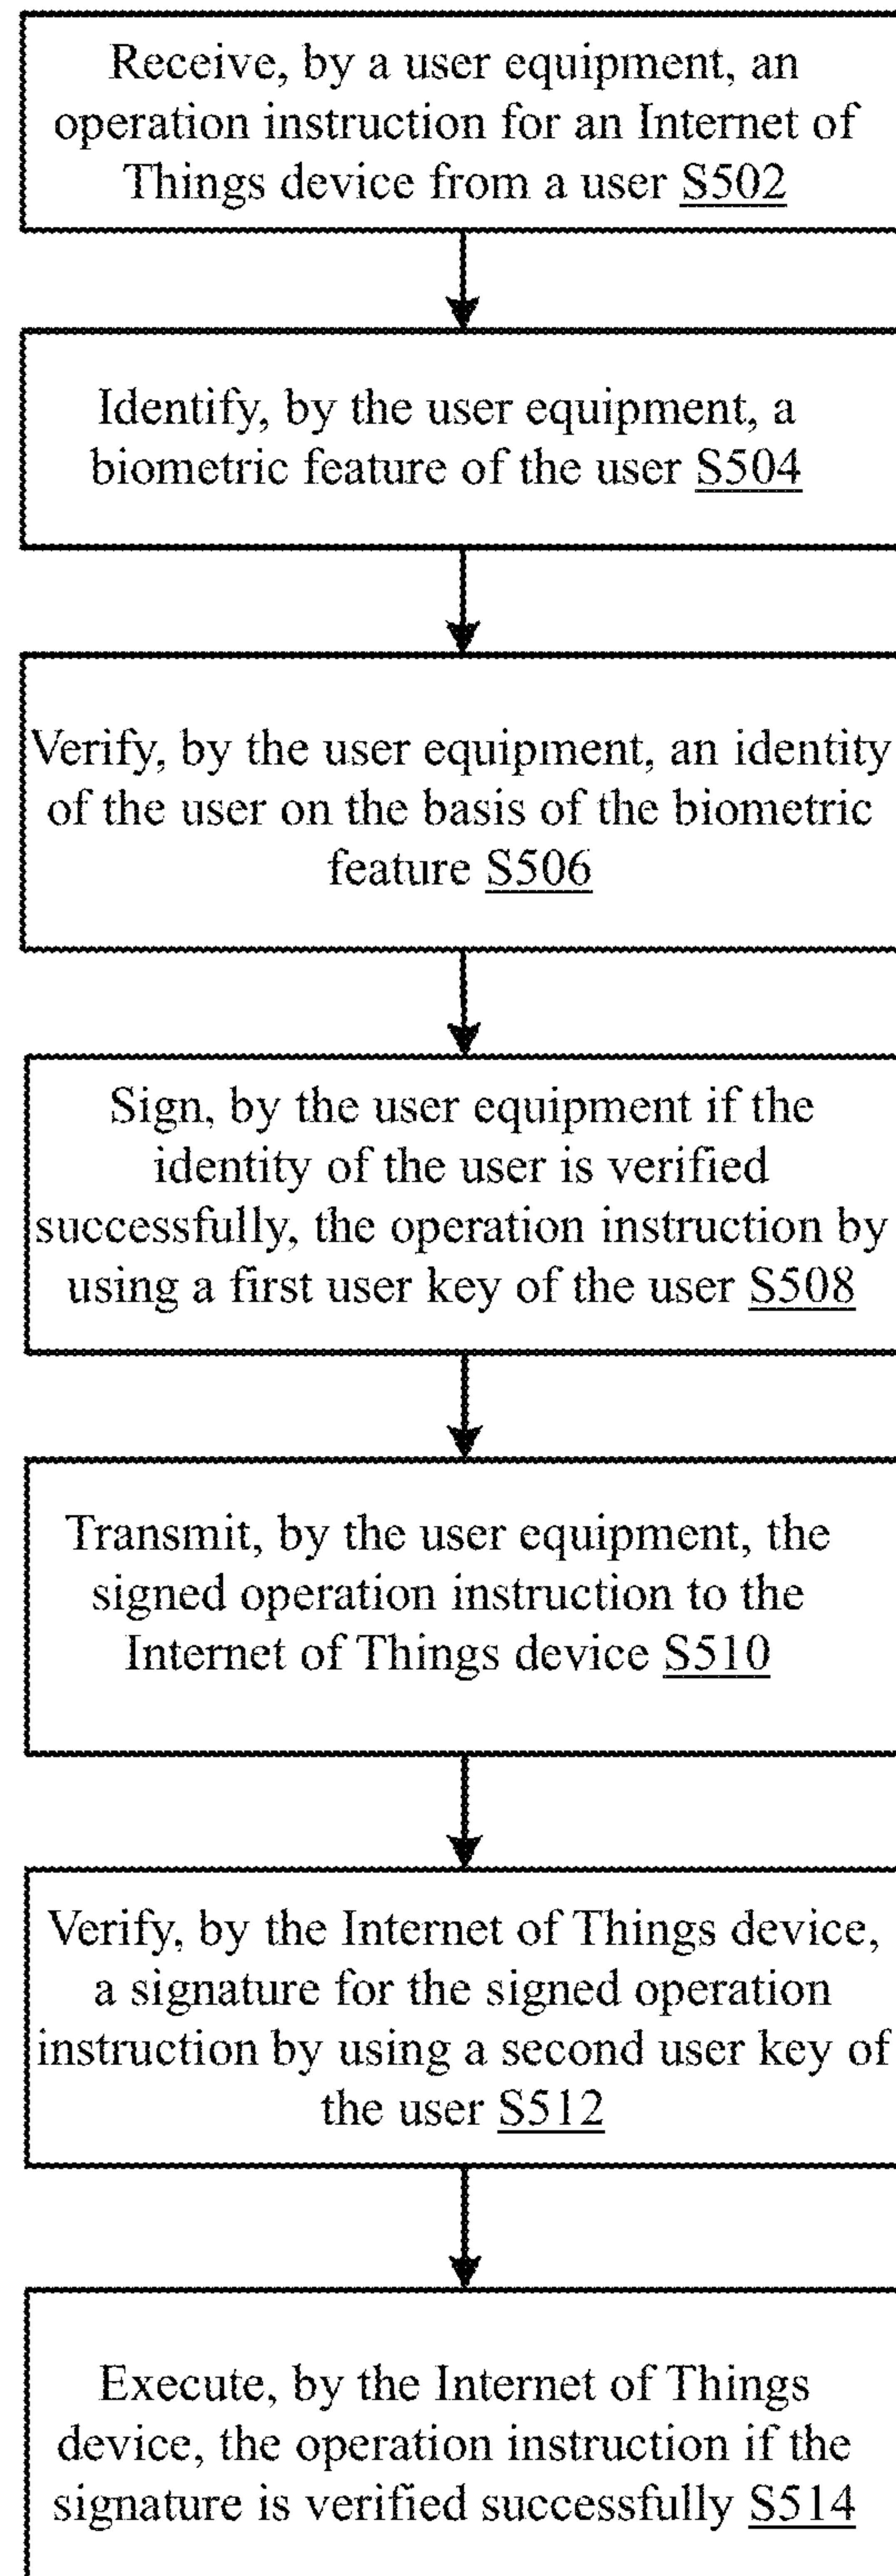 Receive, by a user equipment, an
operation instruction for an Internet of
Things device from a user S502
Identify, by the user equipment, a
biometric feature of the user S504
Verify, by the user equipment, an identity
of the user on the basis of the biometric
feature S506
Sign, by the user equipment if the
identity of the user is verified
successfully, the operation instruction by
using a first user key of the user S508
Transmit, by the user equipment, the
signed operation instruction to the
Internet of Things device S510
Verify, by the Internet of Things device,
a signature for the signed operation
instruction by using a second user key of
the user S512
Execute, by the Internet of Things
device, the operation instruction if the
signature is verified successfully S514